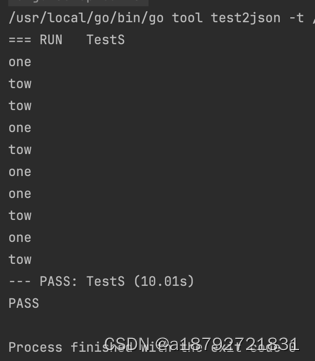 /usr/local/go/bin/go tool test2json -t /
=== RUN   TestS
one
tow
tow
one
tow
one
one
tow
one
tow
--- PASS: TestS (10.01s)
PASS
Process finished with the exit code 0
CSDN @a18792721831